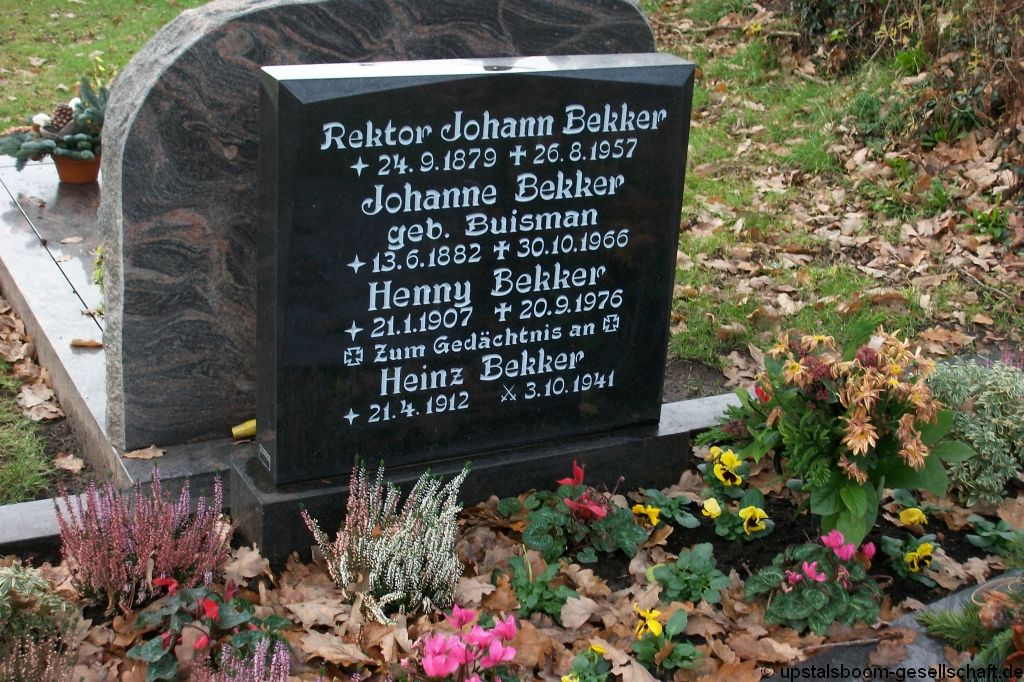 Rektor Johann Bekker
✦ 24.9.1879 ✝ 26.8.1957
Johanne Bekker
geb. Buisman
✦ 13.6.1882 ✝ 30.10.1966
Henny Bekker
✦ 21.1.1907 ✝ 20.9.1976
✠ Zum Gedächtnis an ✠
Heinz Bekker
✦ 21.4.1912 ⚔ 3.10.1941
© upstalsboom-gesellschaft.de